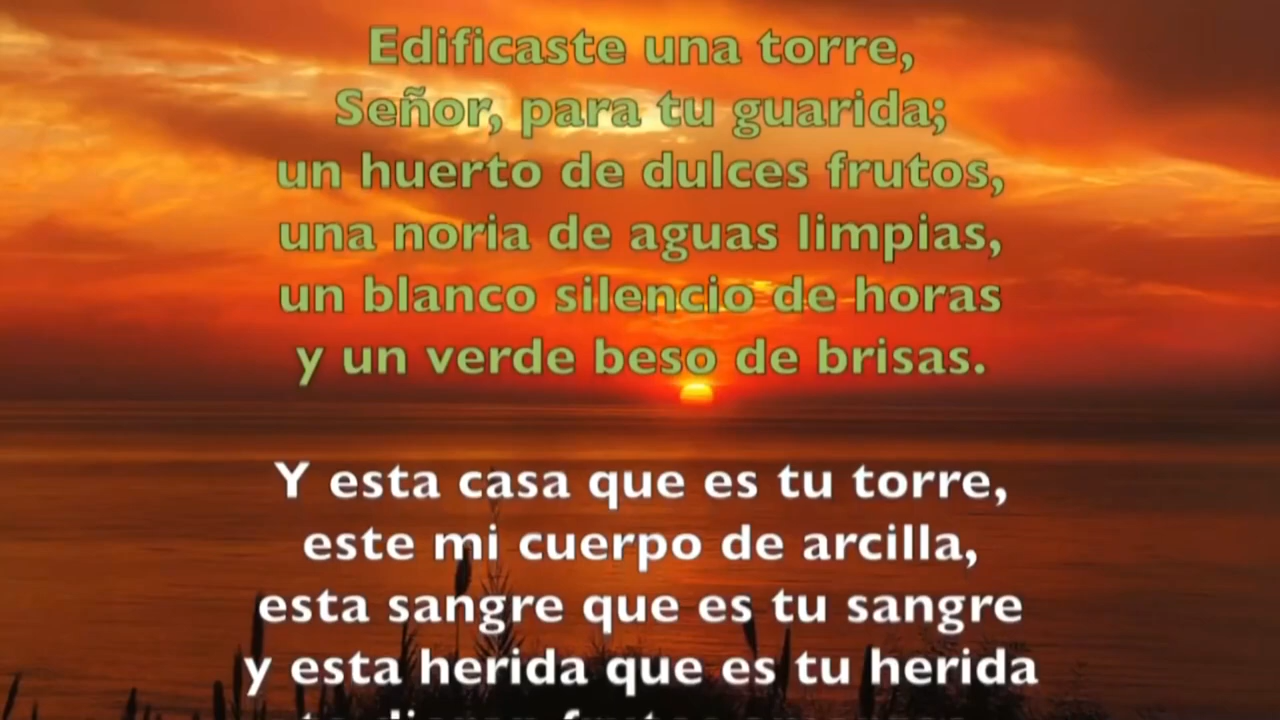 Edificaste una torre,
Señor, para tu guarida;
un huerto de dulces frutos,
una noria de aguas limpias,
un blanco silencio de horas
y un verde beso de brisas.
Y esta casa que es tu torre,
este mi cuerpo de arcilla,
esta sangre que es tu sangre
y esta herida que es tu herida